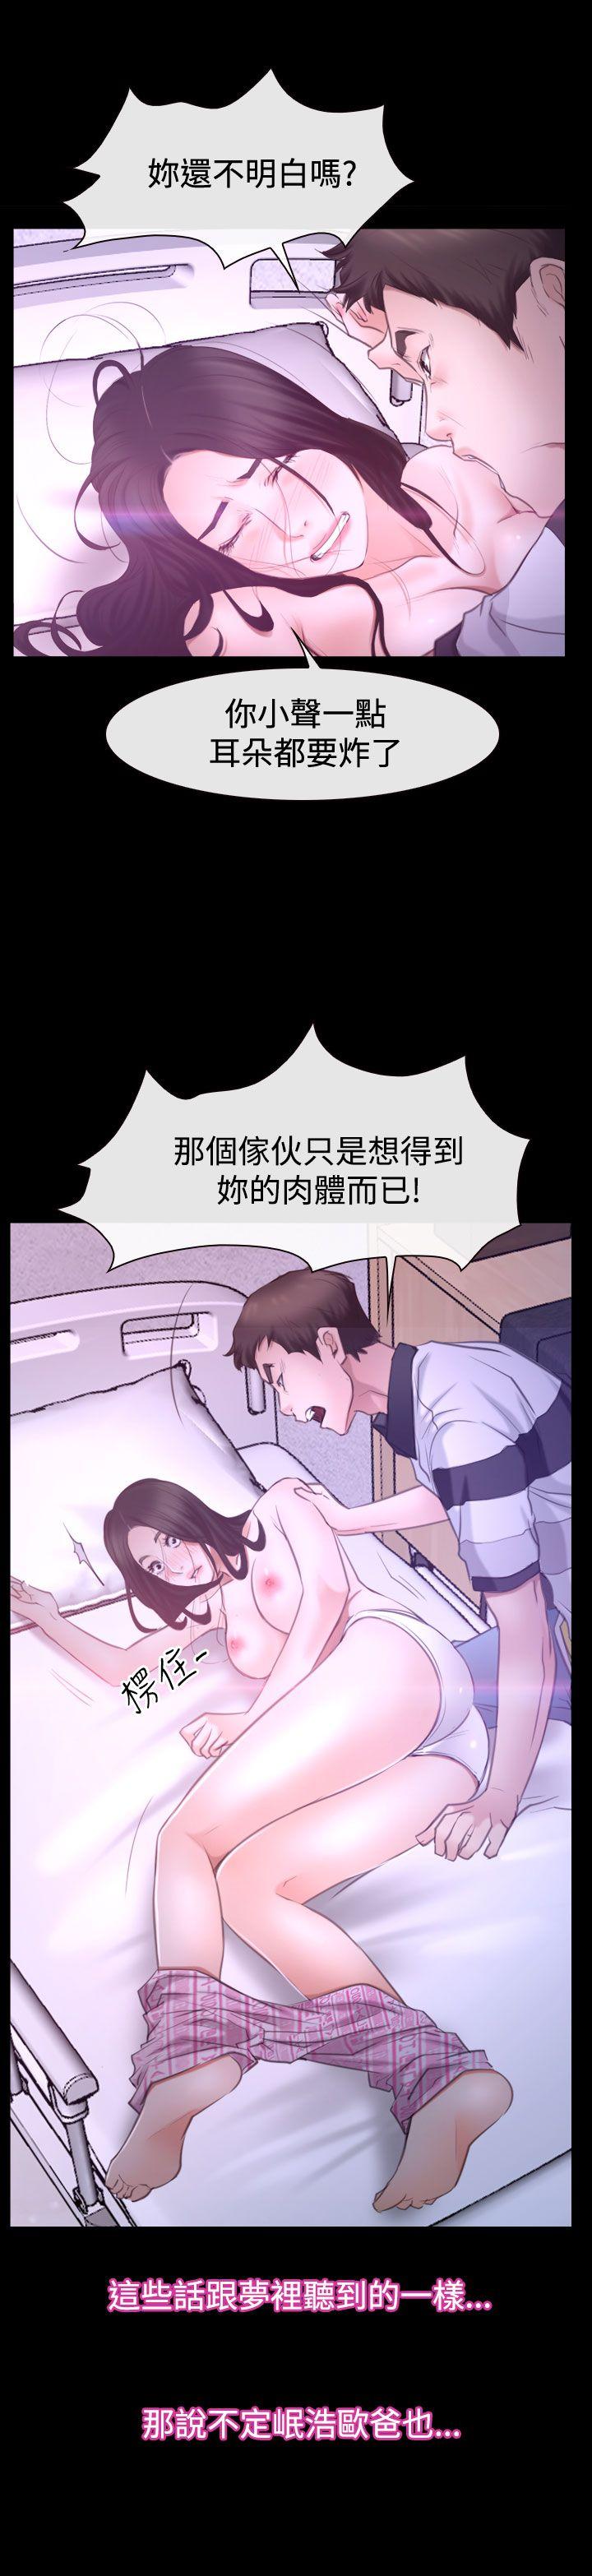 妳還不明白嗎?
你小聲一點
耳朵都要炸了
那個傢伙只是想得到
妳的肉體而已!
楞住~
這些話跟夢裡聽到的一樣...
那說不定岷浩歐爸也...